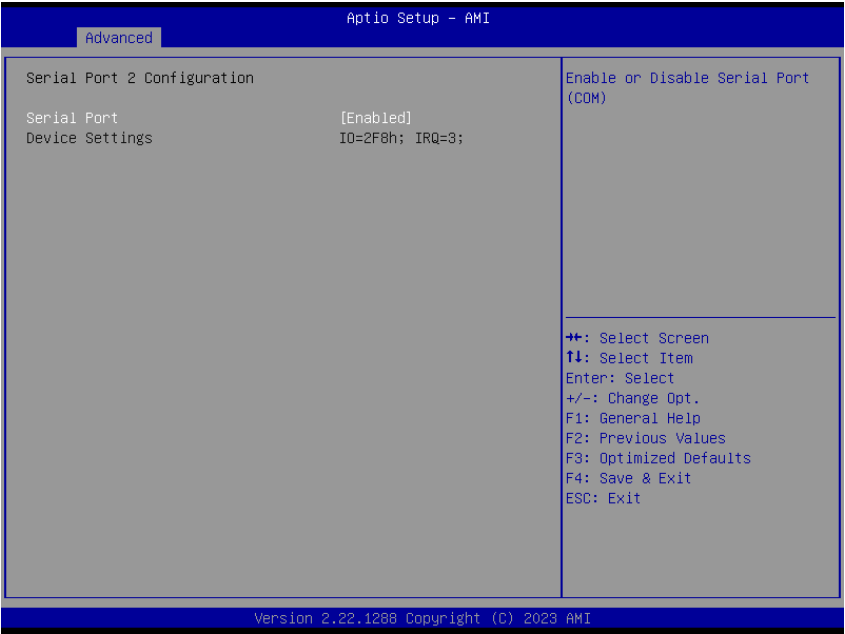 Aptio Setup – AMI
Advanced
Serial Port 2 Configuration
Serial Port [Enabled]
Device Settings IO=2F8h; IRQ=3;
Enable or Disable Serial Port
(COM)
→←: Select Screen
↑↓: Select Item
Enter: Select
+/-: Change Opt.
F1: General Help
F2: Previous Values
F3: Optimized Defaults
F4: Save & Exit
ESC: Exit
Version 2.22.1288 Copyright (C) 2023 AMI